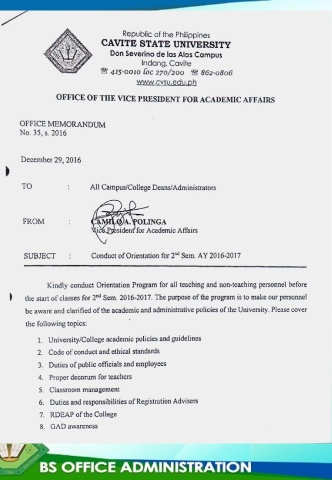 Republic of the Philippines
CAVITE STATE UNIVERSITY
Don Severino de las Alas Campus
Indang, Cavite
☏ 415-0010 loc 270/200 ☏ 862-0806
www.cvsu.edu.ph
OFFICE OF THE VICE PRESIDENT FOR ACADEMIC AFFAIRS
OFFICE MEMORANDUM
No. 35, s. 2016
December 29, 2016
TO : All Campus/College Deans/Administrators
FROM : CAMILO A. POLINGA
Vice President for Academic Affairs
SUBJECT : Conduct of Orientation for 2nd Sem. AY 2016-2017
Kindly conduct Orientation Program for all teaching and non-teaching personnel before
the start of classes for 2nd Sem. 2016-2017. The purpose of the program is to make our personnel
be aware and clarified of the academic and administrative policies of the University. Please cover
the following topics:
1. University/College academic policies and guidelines
2. Code of conduct and ethical standards
3. Duties of public officials and employees
4. Proper decorum for teachers
5. Classroom management
6. Duties and responsibilities of Registration Advisers
7. RDEAP of the College
8. GAD awareness
BS OFFICE ADMINISTRATION